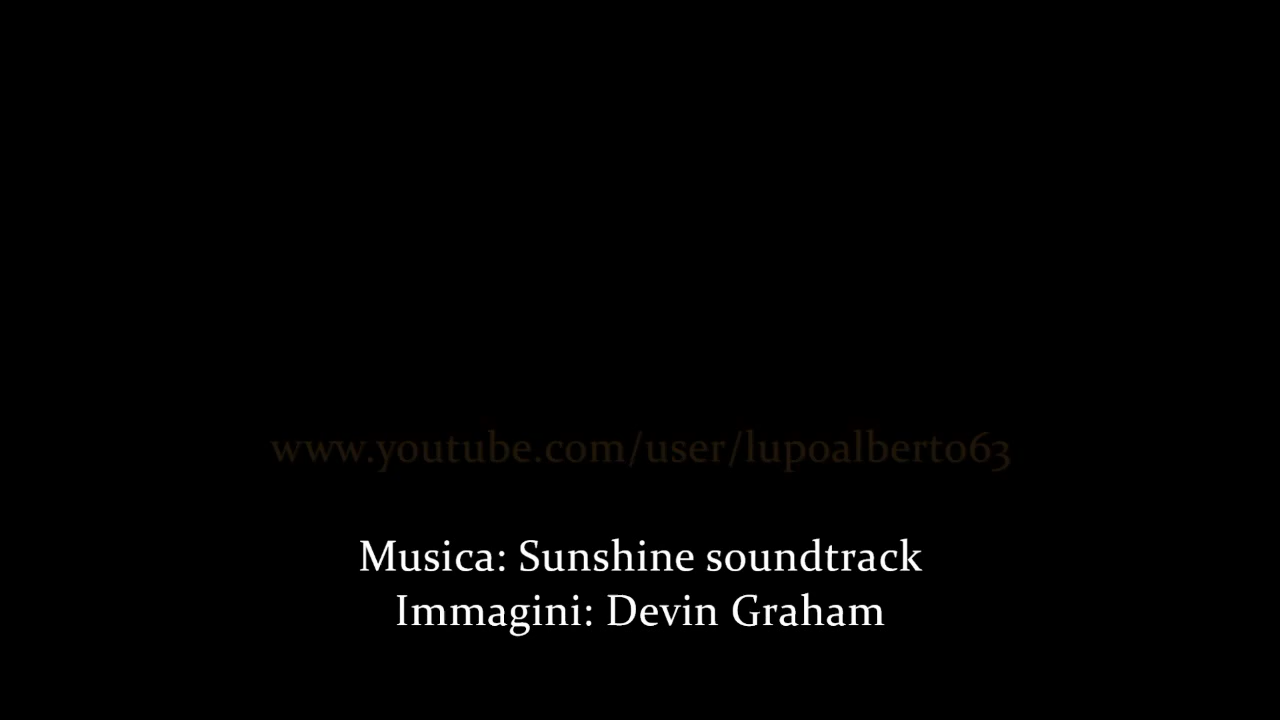 www.youtube.com/user/lupoalberto63
Musica: Sunshine soundtrack
Immagini: Devin Graham